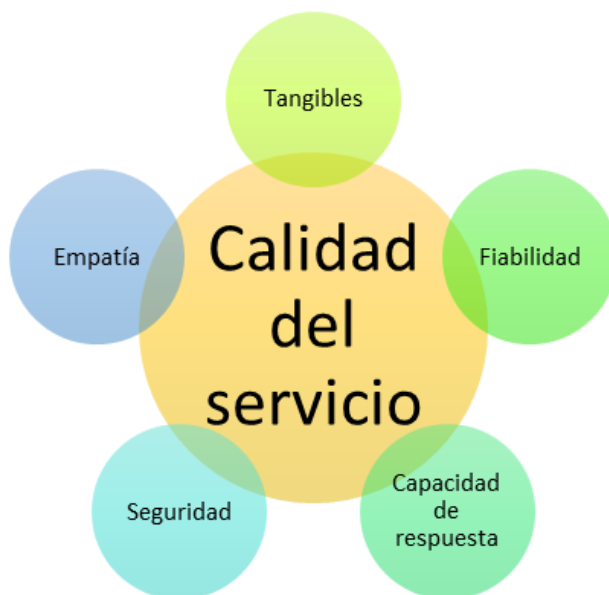 Tangibles
Empatía
Calidad
del
servicio
Fiabilidad
Seguridad
Capacidad
de
respuesta